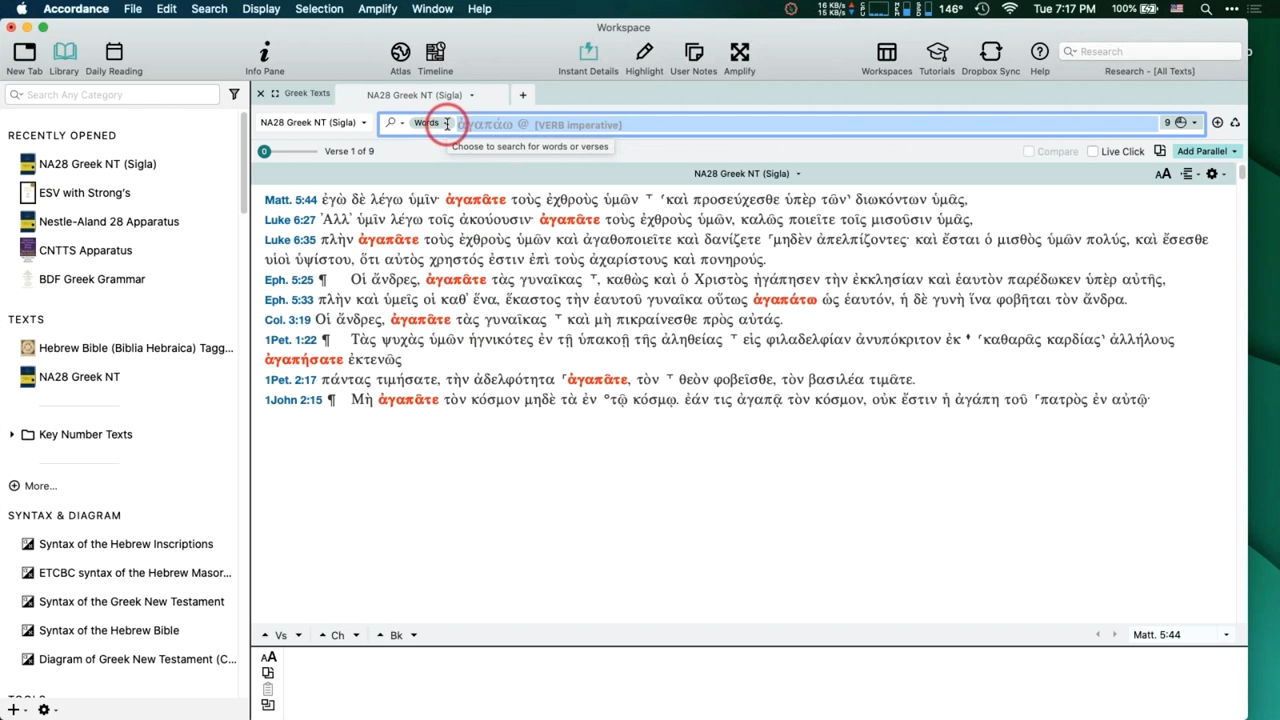 Accordance File Edit Search Display Selection Amplify Window Help
16 KB/s
15 KB/s
146° Tue 7:17 PM 100%
Workspace
New Tab Library Daily Reading Info Pane Atlas Timeline Instant Details Highlight User Notes Amplify Workspaces Tutorials Dropbox Sync Help Research
Research - [All Texts]
Search Any Category
Greek Texts NA28 Greek NT (Sigla) +
NA28 Greek NT (Sigla) Words ἀγαπάω @ [VERB imperative] 9
Choose to search for words or verses
0 Verse 1 of 9 Compare Live Click Add Parallel
NA28 Greek NT (Sigla) AA
RECENTLY OPENED
NA28 Greek NT (Sigla)
ESV with Strong's
Nestle-Aland 28 Apparatus
CNTTS Apparatus
BDF Greek Grammar
TEXTS
Hebrew Bible (Biblia Hebraica) Tagg...
NA28 Greek NT
Key Number Texts
More...
SYNTAX & DIAGRAM
Syntax of the Hebrew Inscriptions
ETCBC syntax of the Hebrew Masor...
Syntax of the Greek New Testament
Syntax of the Hebrew Bible
Diagram of Greek New Testament (C...
Matt. 5:44 ἐγὼ δὲ λέγω ὑμῖν· ἀγαπᾶτε τοὺς ἐχθροὺς ὑμῶν ⸆ ⸂καὶ προσεύχεσθε ὑπὲρ τῶν⸃ διωκόντων ὑμᾶς,
Luke 6:27 Ἀλλ' ὑμῖν λέγω τοῖς ἀκούουσιν· ἀγαπᾶτε τοὺς ἐχθροὺς ὑμῶν, καλῶς ποιεῖτε τοῖς μισοῦσιν ὑμᾶς,
Luke 6:35 πλὴν ἀγαπᾶτε τοὺς ἐχθροὺς ὑμῶν καὶ ἀγαθοποιεῖτε καὶ δανίζετε ⸀μηδὲν ἀπελπίζοντες· καὶ ἔσται ὁ μισθὸς ὑμῶν πολύς, καὶ ἔσεσθε
υἱοὶ ὑψίστου, ὅτι αὐτὸς χρηστός ἐστιν ἐπὶ τοὺς ἀχαρίστους καὶ πονηρούς.
Eph. 5:25 Οἱ ἄνδρες, ἀγαπᾶτε τὰς γυναῖκας ⸆, καθὼς καὶ ὁ Χριστὸς ἠγάπησεν τὴν ἐκκλησίαν καὶ ἑαυτὸν παρέδωκεν ὑπὲρ αὐτῆς,
Eph. 5:33 πλὴν καὶ ὑμεῖς οἱ καθ' ἕνα, ἕκαστος τὴν ἑαυτοῦ γυναῖκα οὕτως ἀγαπάτω ὡς ἑαυτόν, ἡ δὲ γυνὴ ἵνα φοβῆται τὸν ἄνδρα.
Col. 3:19 Οἱ ἄνδρες, ἀγαπᾶτε τὰς γυναῖκας ⸆ καὶ μὴ πικραίνεσθε πρὸς αὐτάς.
1Pet. 1:22 ¶ Τὰς ψυχὰς ὑμῶν ἡγνικότες ἐν τῇ ὑπακοῇ τῆς ἀληθείας ⸆ εἰς φιλαδελφίαν ἀνυπόκριτον ἐκ ⸂καθαρᾶς καρδίας⸃ ἀλλήλους
ἀγαπήσατε ἐκτενῶς
1Pet. 2:17 πάντας τιμήσατε, τὴν ἀδελφότητα ⸀ἀγαπᾶτε, τὸν ⸆ θεὸν φοβεῖσθε, τὸν βασιλέα τιμᾶτε.
1John 2:15 ¶ Μὴ ἀγαπᾶτε τὸν κόσμον μηδὲ τὰ ἐν °τῷ κόσμῳ. ἐάν τις ἀγαπᾷ τὸν κόσμον, οὐκ ἔστιν ἡ ἀγάπη τοῦ ⸀πατρὸς ἐν αὐτῷ·
Vs Ch Bk Matt. 5:44
AA